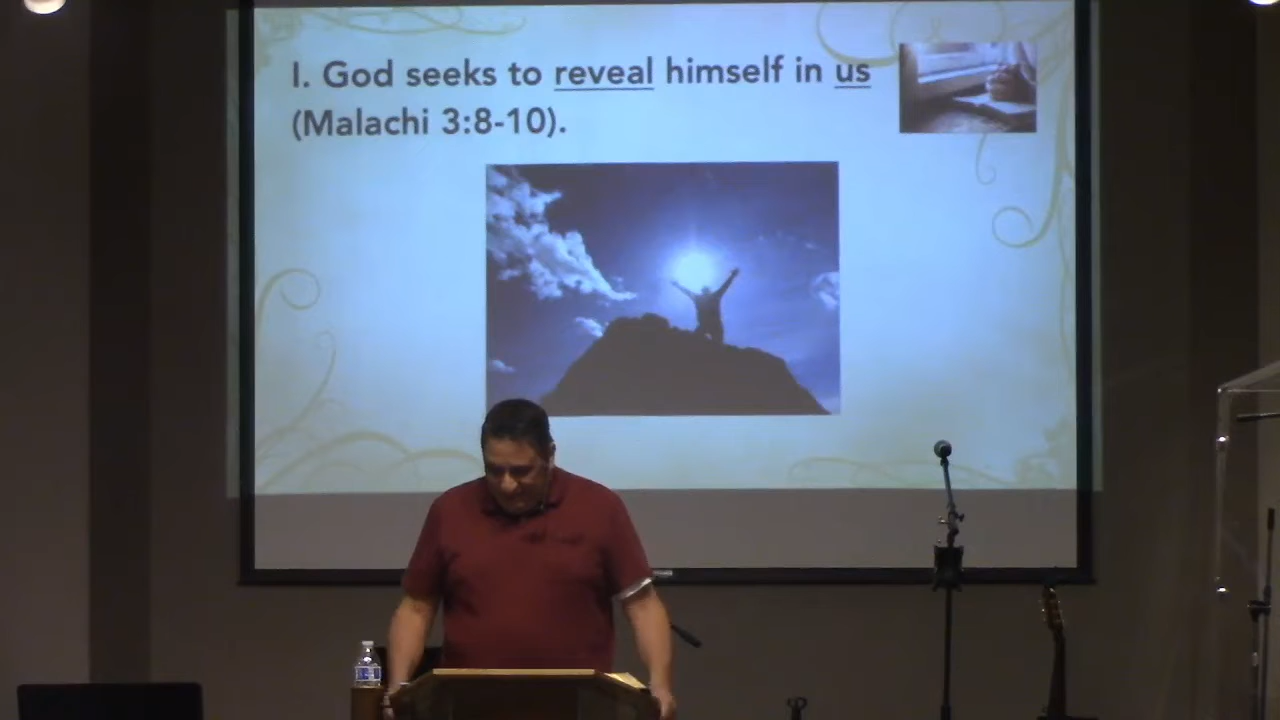 I. God seeks to reveal himself in us
(Malachi 3:8-10).